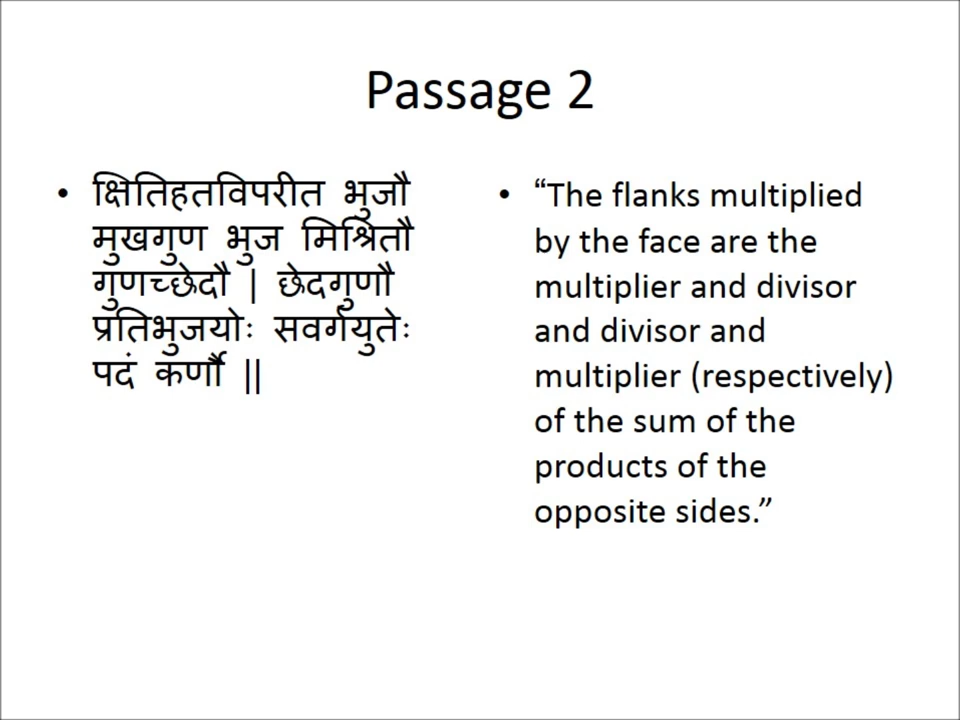 Passage 2
• क्षितिहतविपरीत भुजौ
मुखगुण भुज मिश्रितौ
गुणच्छेदौ | छेदगुणौ
प्रतिभुजयोः सवर्गयुतेः
पदं कर्णौ ||
• “The flanks multiplied
by the face are the
multiplier and divisor
and divisor and
multiplier (respectively)
of the sum of the
products of the
opposite sides.”